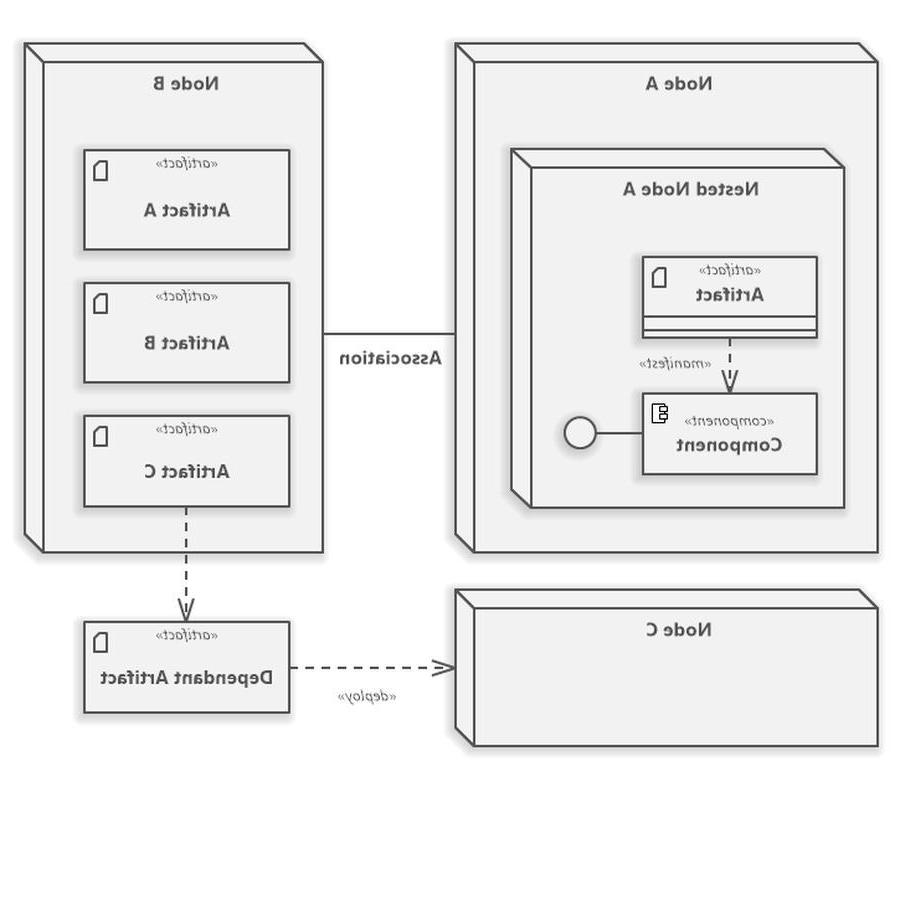 Node B
«artifact»
Artifact A
«artifact»
Artifact B
«artifact»
Artifact C
Association
Node A
Nested Node A
«artifact»
Artifact
«manifest»
«component»
Component
«artifact»
Dependant Artifact
«deploy»
Node C